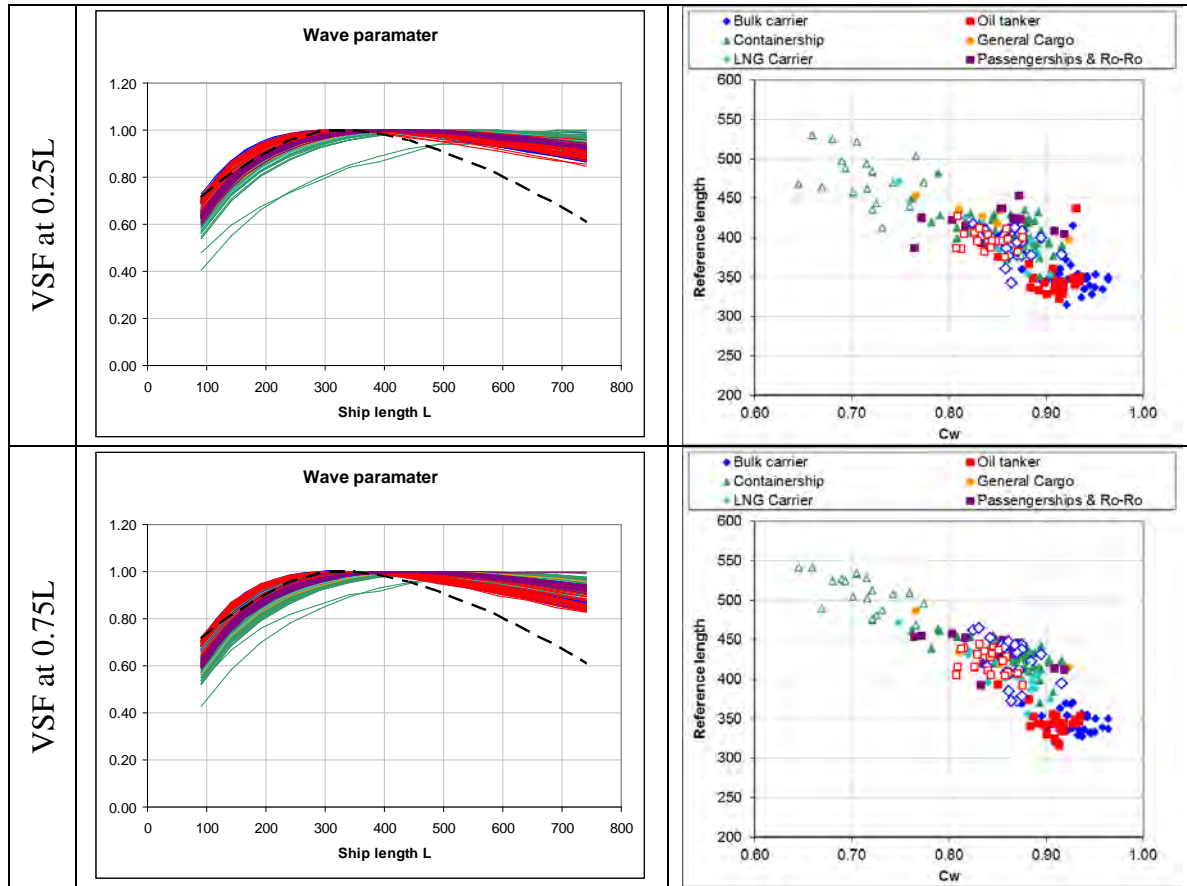 VSF at 0.25L
Wave paramater
1.20
1.00
0.80
0.60
0.40
0.20
0.00
0 100 200 300 400 500 600 700 800
Ship length L
Bulk carrier Oil tanker
Containership General Cargo
LNG Carrier Passengerships & Ro-Ro
600
550
500
450
400
350
300
250
200
Reference length
0.60 0.70 0.80 0.90 1.00
Cw
VSF at 0.75L
Wave paramater
1.20
1.00
0.80
0.60
0.40
0.20
0.00
0 100 200 300 400 500 600 700 800
Ship length L
Bulk carrier Oil tanker
Containership General Cargo
LNG Carrier Passengerships & Ro-Ro
600
550
500
450
400
350
300
250
200
Reference length
0.60 0.70 0.80 0.90 1.00
Cw